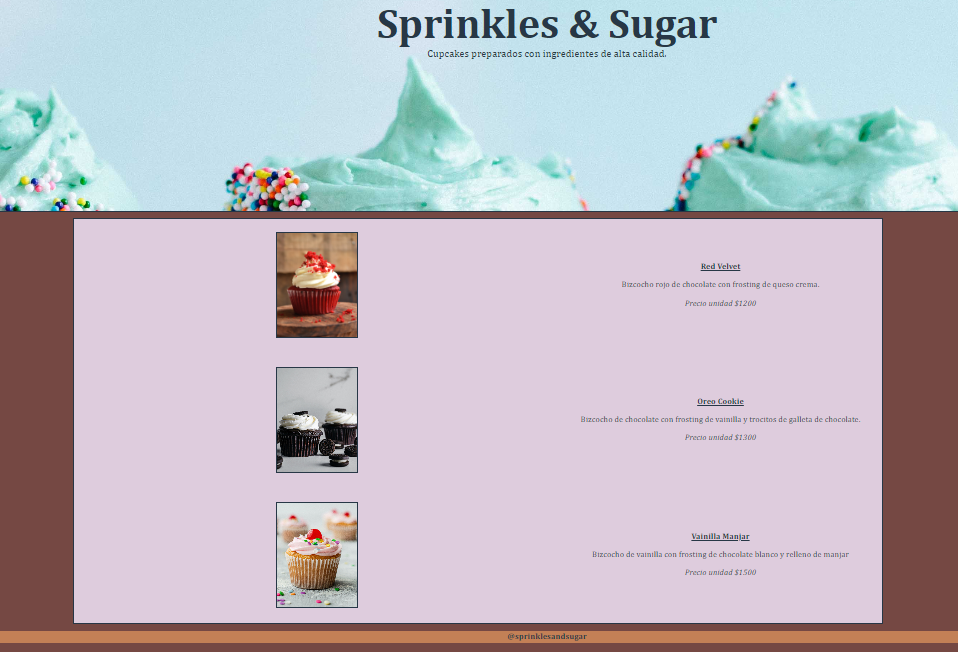 Sprinkles & Sugar
Cupcakes preparados con ingredientes de alta calidad.
Red Velvet
Bizcocho rojo de chocolate con frosting de queso crema.
Precio unidad $1200
Oreo Cookie
Bizcocho de chocolate con frosting de vainilla y trocitos de galleta de chocolate.
Precio unidad $1300
Vainilla Manjar
Bizcocho de vainilla con frosting de chocolate blanco y relleno de manjar
Precio unidad $1500
@sprinklesandsugar